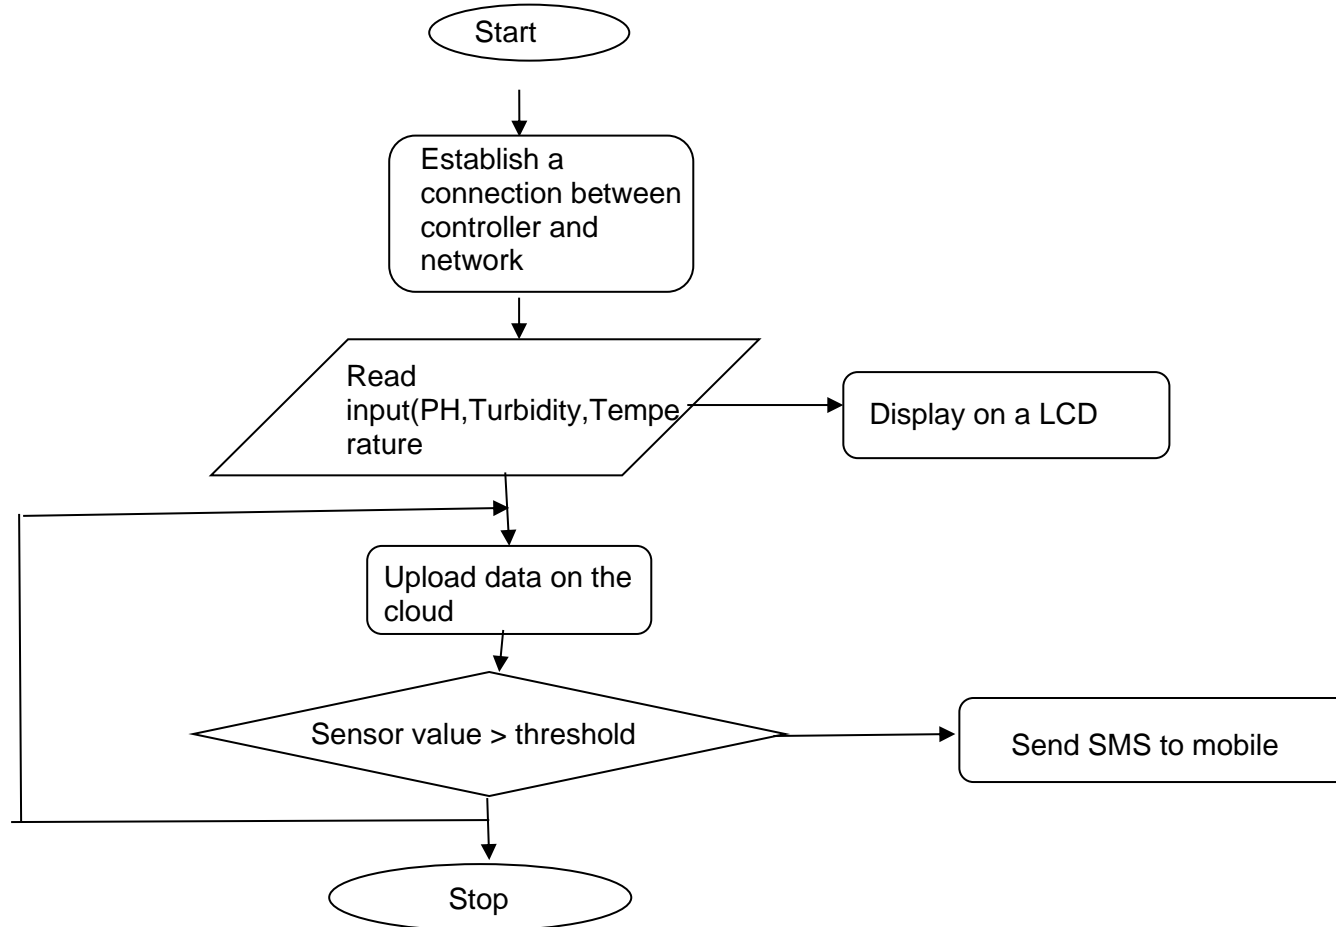 Start
Establish a
connection between
controller and
network
Read
input(PH,Turbidity,Tempe
rature
Display on a LCD
Upload data on the
cloud
Sensor value > threshold
Send SMS to mobile
Stop